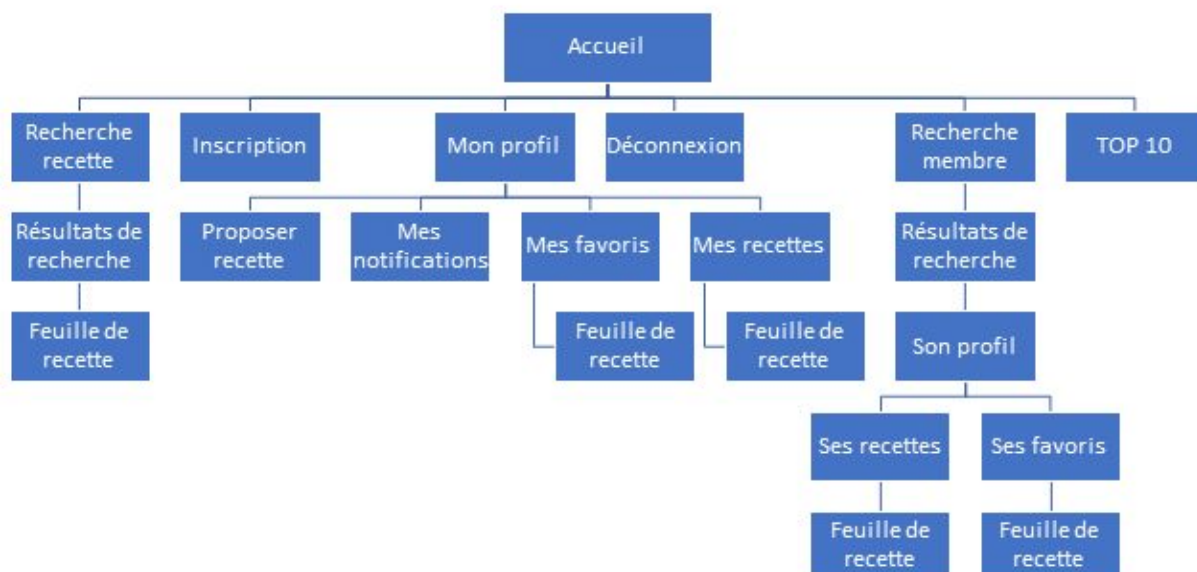 Accueil
Recherche
recette
Inscription
Mon profil
Déconnexion
Recherche
membre
TOP 10
Résultats de
recherche
Proposer
recette
Mes
notifications
Mes favoris
Mes recettes
Résultats de
recherche
Feuille de
recette
Feuille de
recette
Feuille de
recette
Son profil
Ses recettes
Ses favoris
Feuille de
recette
Feuille de
recette